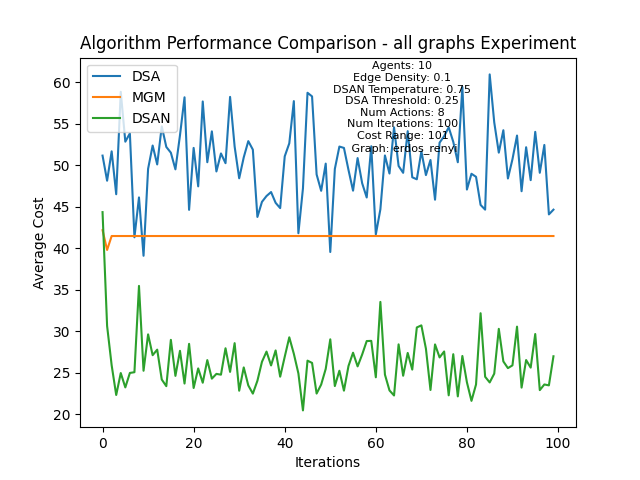 Algorithm Performance Comparison - all graphs Experiment
DSA
MGM
DSAN
Agents: 10
Edge Density: 0.1
DSAN Temperature: 0.75
DSA Threshold: 0.25
Num Actions: 8
Num Iterations: 100
Cost Range: 101
Graph: erdos_renyi
Average Cost
60
55
50
45
40
35
30
25
20
0 20 40 60 80 100
Iterations